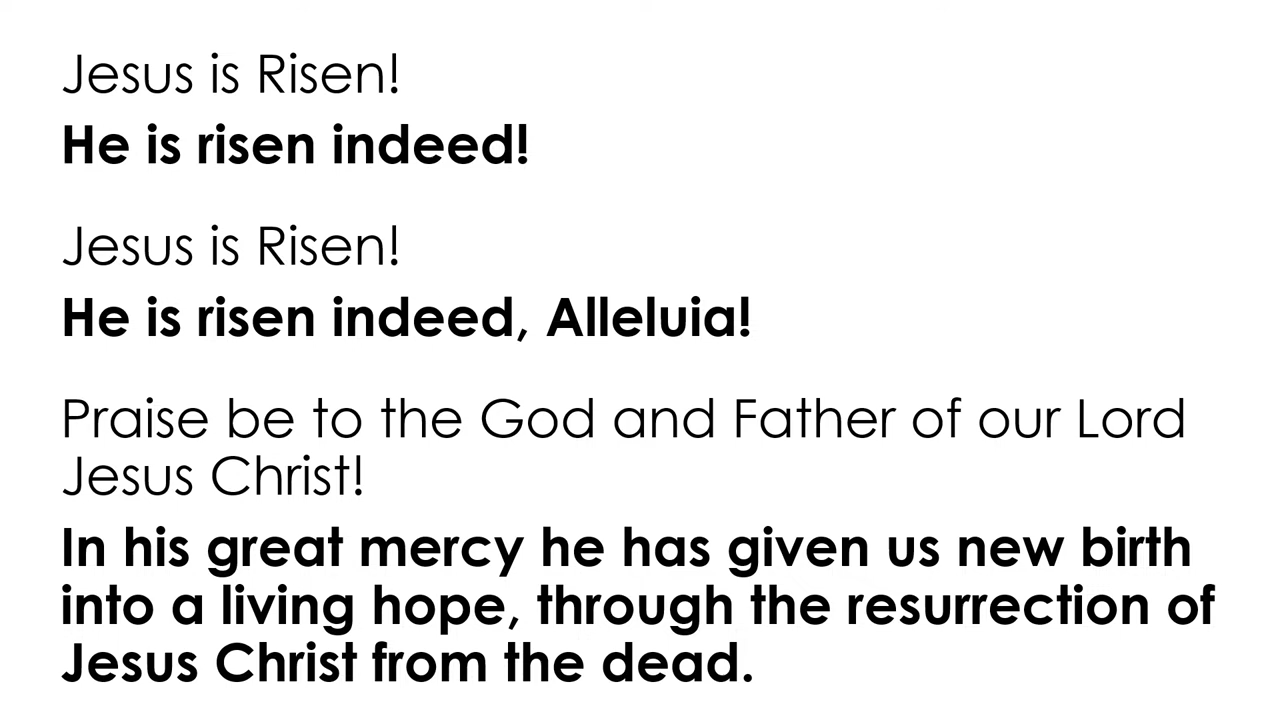 Jesus is Risen!
He is risen indeed!
Jesus is Risen!
He is risen indeed, Alleluia!
Praise be to the God and Father of our Lord
Jesus Christ!
In his great mercy he has given us new birth
into a living hope, through the resurrection of
Jesus Christ from the dead.